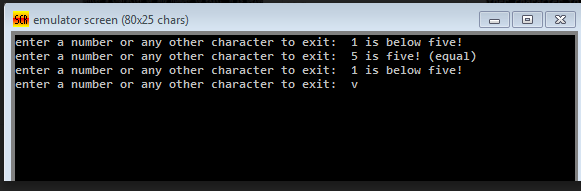 emulator screen (80x25 chars)
enter a number or any other character to exit:  1 is below five!
enter a number or any other character to exit:  5 is five! (equal)
enter a number or any other character to exit:  1 is below five!
enter a number or any other character to exit:  v